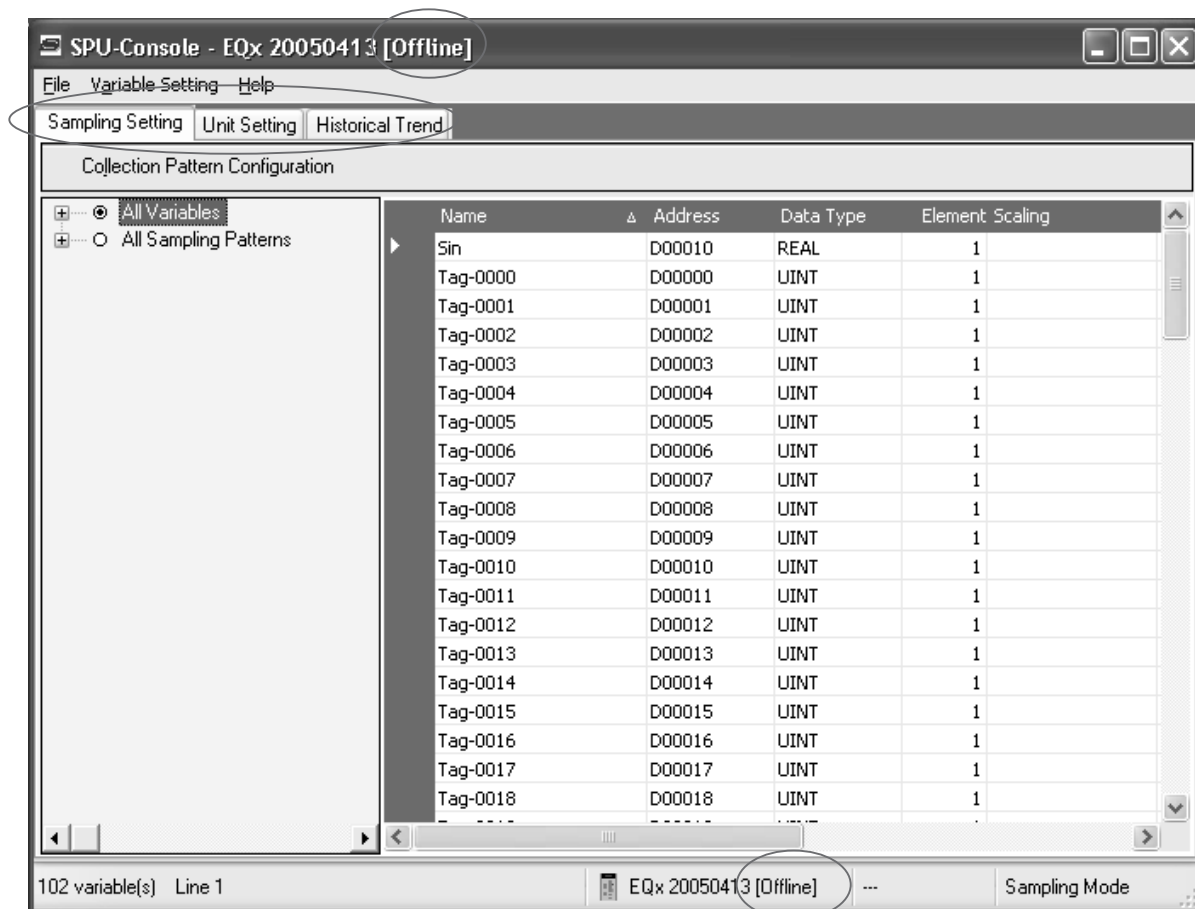 SPU-Console - EQx 20050413 [Offline]
File Variable Setting Help
Sampling Setting Unit Setting Historical Trend
Collection Pattern Configuration
All Variables
All Sampling Patterns
Name Address Data Type Element Scaling
Sin D00010 REAL 1
Tag-0000 D00000 UINT 1
Tag-0001 D00001 UINT 1
Tag-0002 D00002 UINT 1
Tag-0003 D00003 UINT 1
Tag-0004 D00004 UINT 1
Tag-0005 D00005 UINT 1
Tag-0006 D00006 UINT 1
Tag-0007 D00007 UINT 1
Tag-0008 D00008 UINT 1
Tag-0009 D00009 UINT 1
Tag-0010 D00010 UINT 1
Tag-0011 D00011 UINT 1
Tag-0012 D00012 UINT 1
Tag-0013 D00013 UINT 1
Tag-0014 D00014 UINT 1
Tag-0015 D00015 UINT 1
Tag-0016 D00016 UINT 1
Tag-0017 D00017 UINT 1
Tag-0018 D00018 UINT 1
102 variable(s) Line 1 EQx 20050413 [Offline] --- Sampling Mode